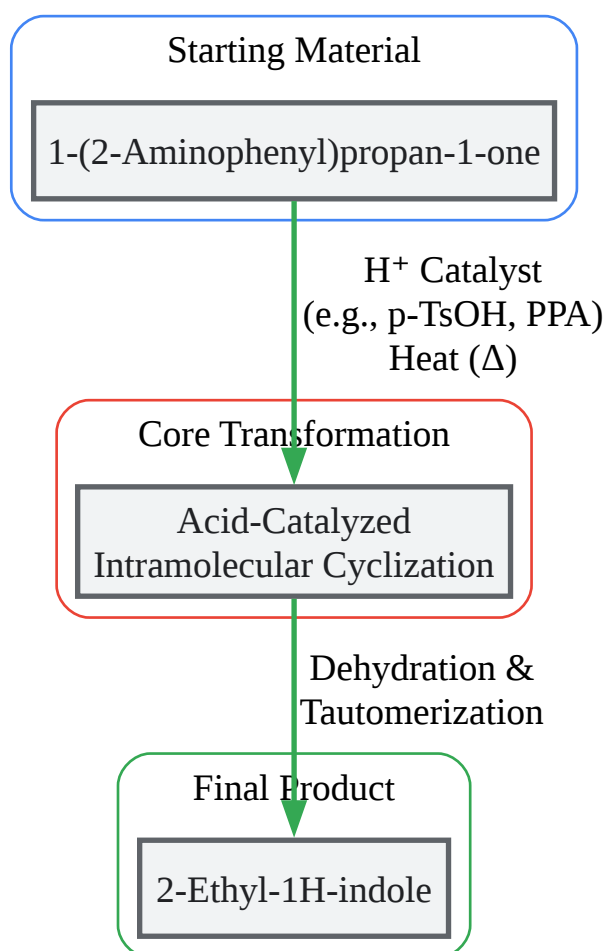 Starting Material
1-(2-Aminophenyl)propan-1-one
H⁺ Catalyst
(e.g., p-TsOH, PPA)
Heat (Δ)
Core Transformation
Acid-Catalyzed
Intramolecular Cyclization
Dehydration &
Tautomerization
Final Product
2-Ethyl-1H-indole